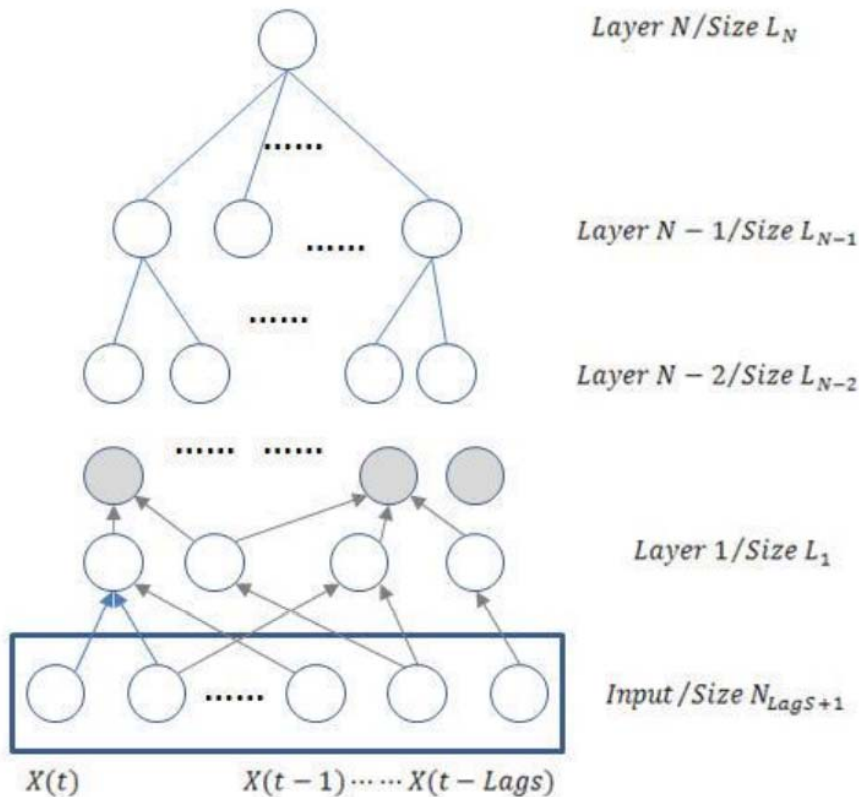 Layer N/Size L_N
......
Layer N − 1/Size L_{N−1}
......
......
Layer N − 2/Size L_{N−2}
...... ......
Layer 1/Size L_1
......
Input/Size N_{LagS+1}
X(t) X(t − 1) ⋯⋯ X(t − Lags)